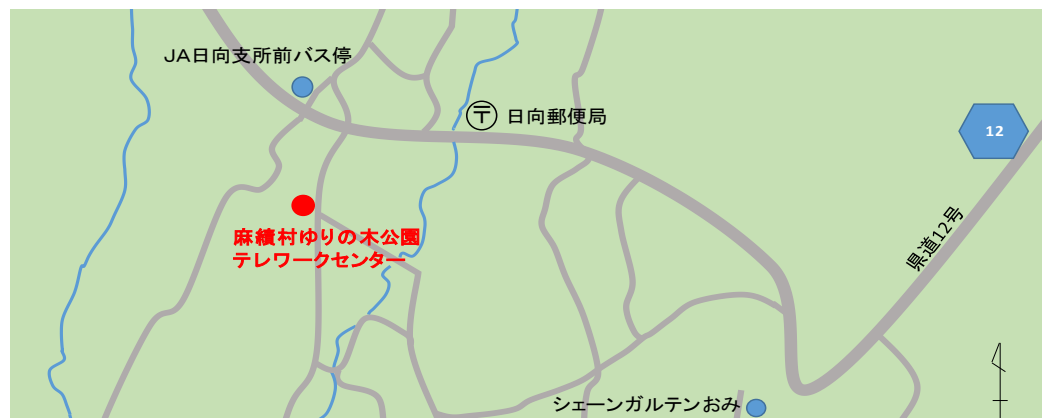 JA日向支所前バス停
〒 日向郵便局
12
麻績村ゆりの木公園
テレワークセンター
県道12号
シェーンガルテンおみ